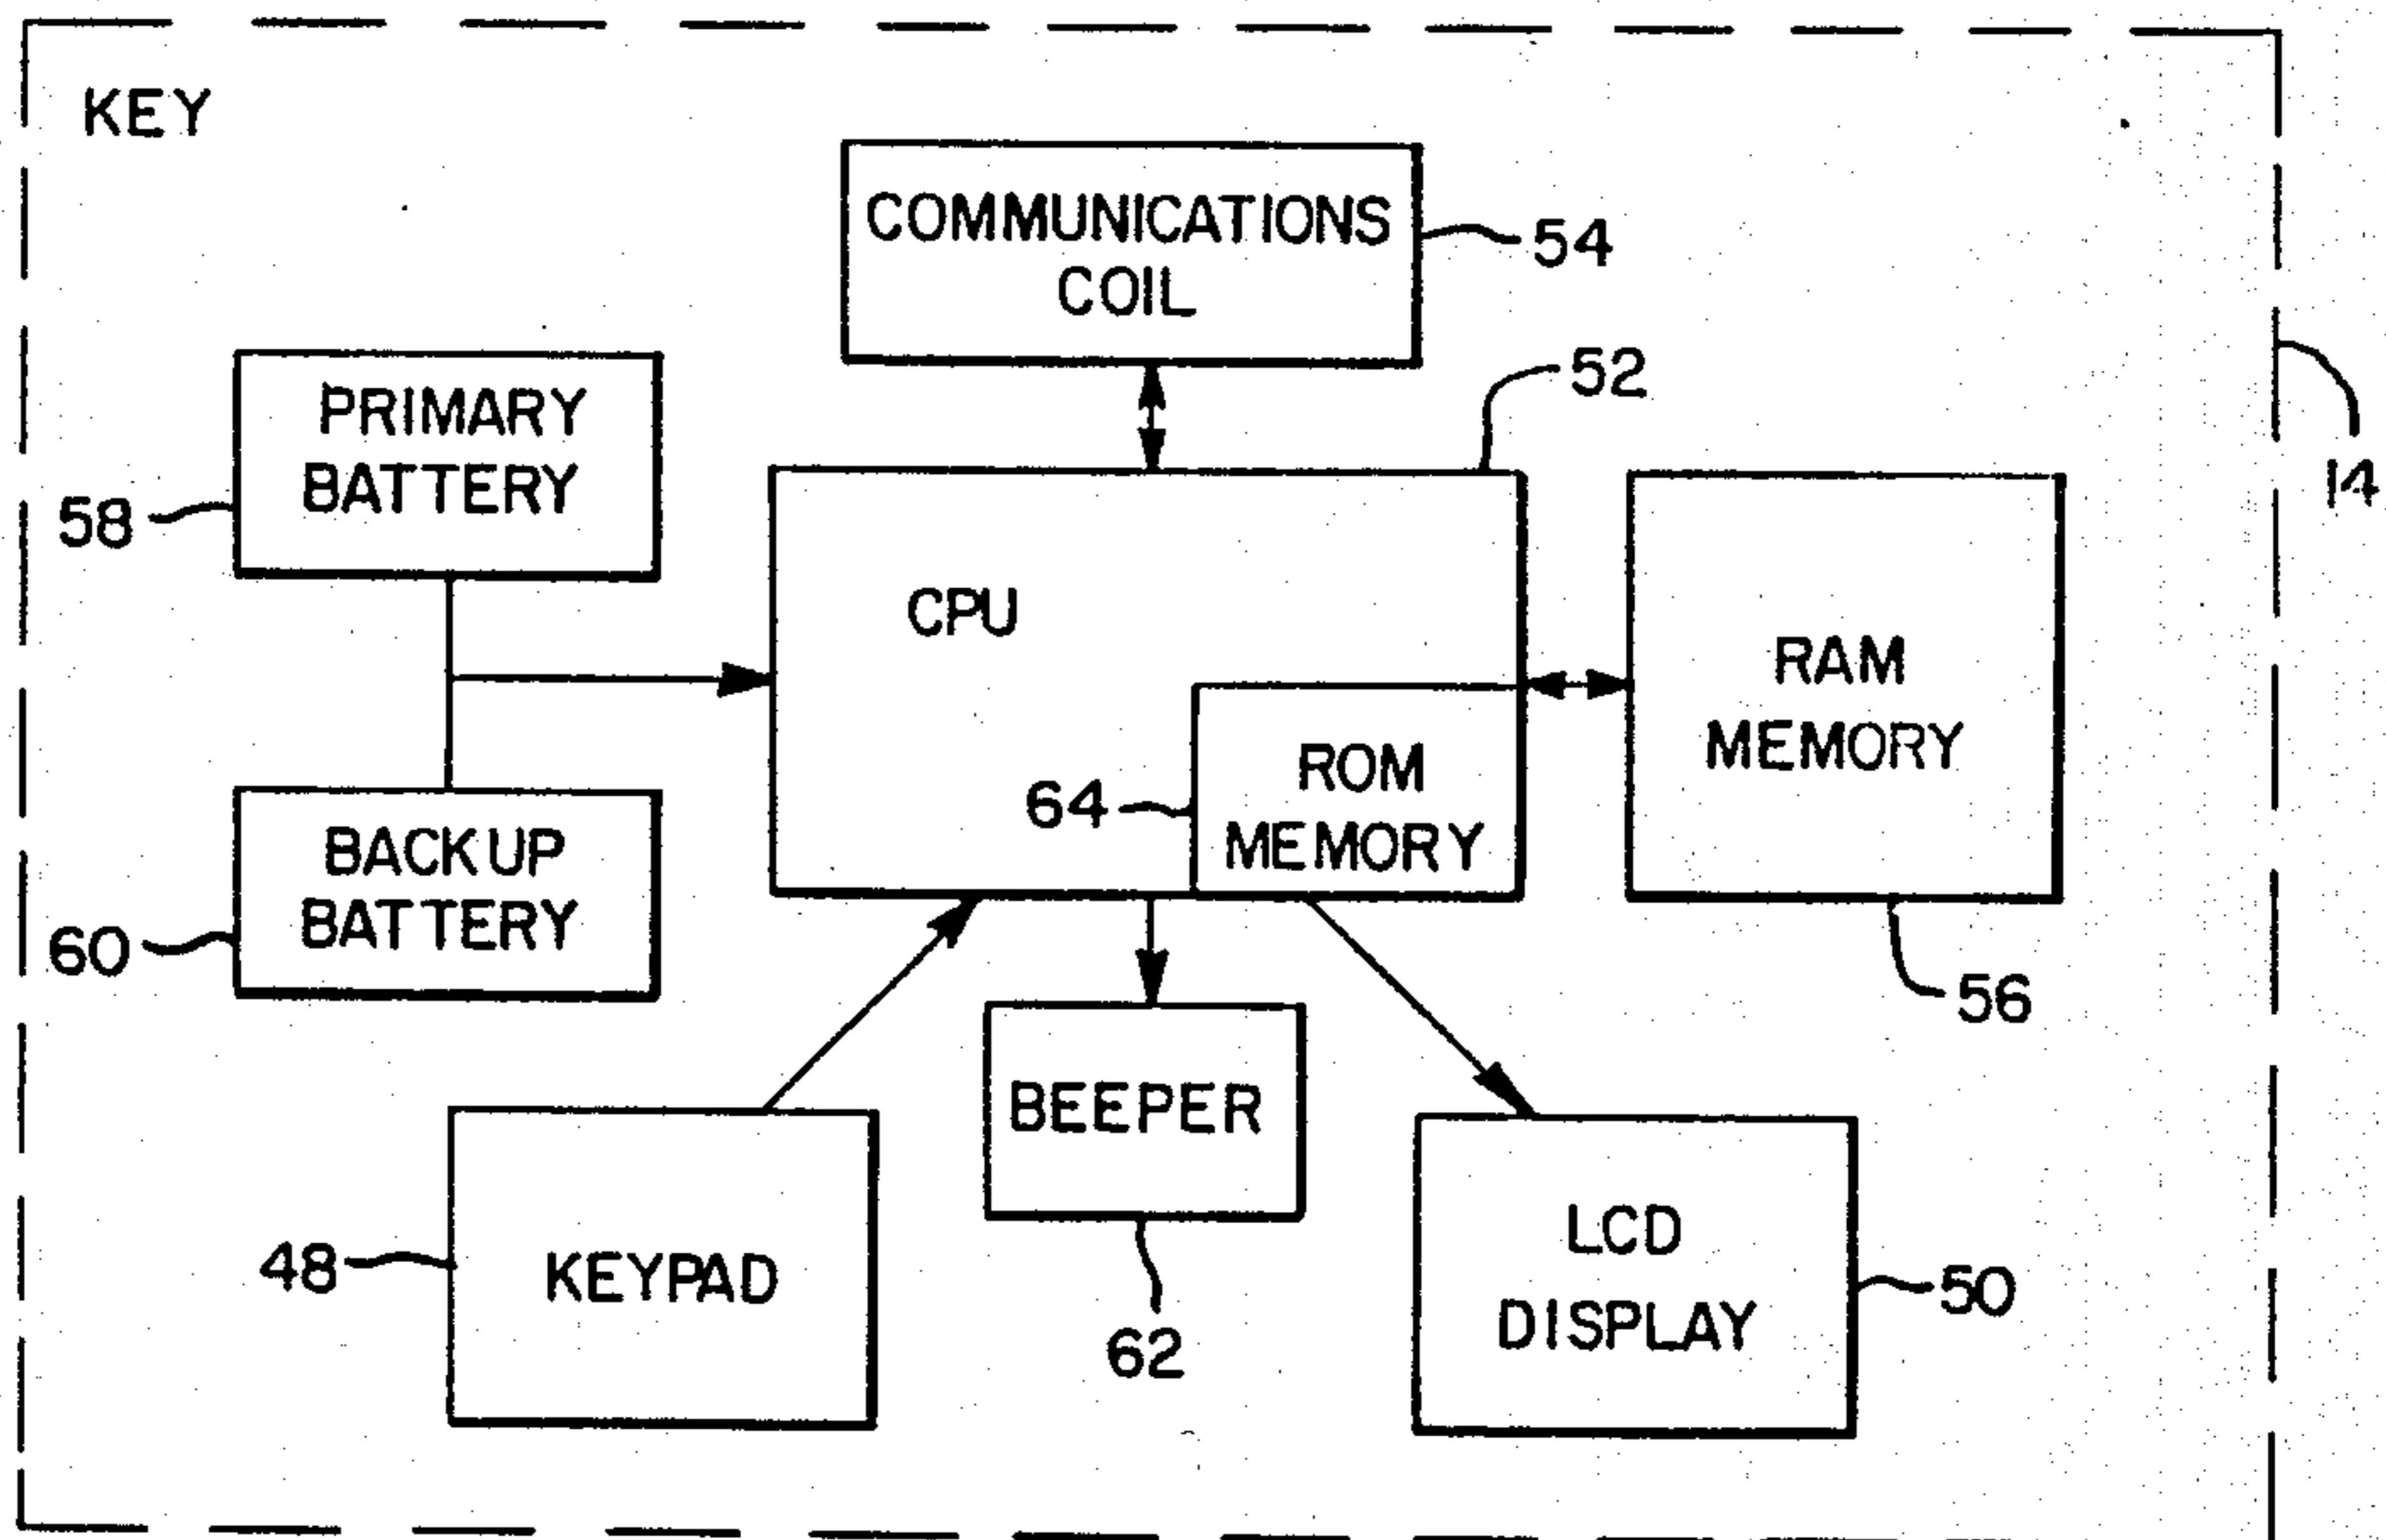 KEY
COMMUNICATIONS
COIL
54
52
PRIMARY
BATTERY
58
14
CPU
RAM
MEMORY
ROM
MEMORY
64
BACKUP
BATTERY
60
56
BEEPER
62
KEYPAD
48
LCD
DISPLAY
50